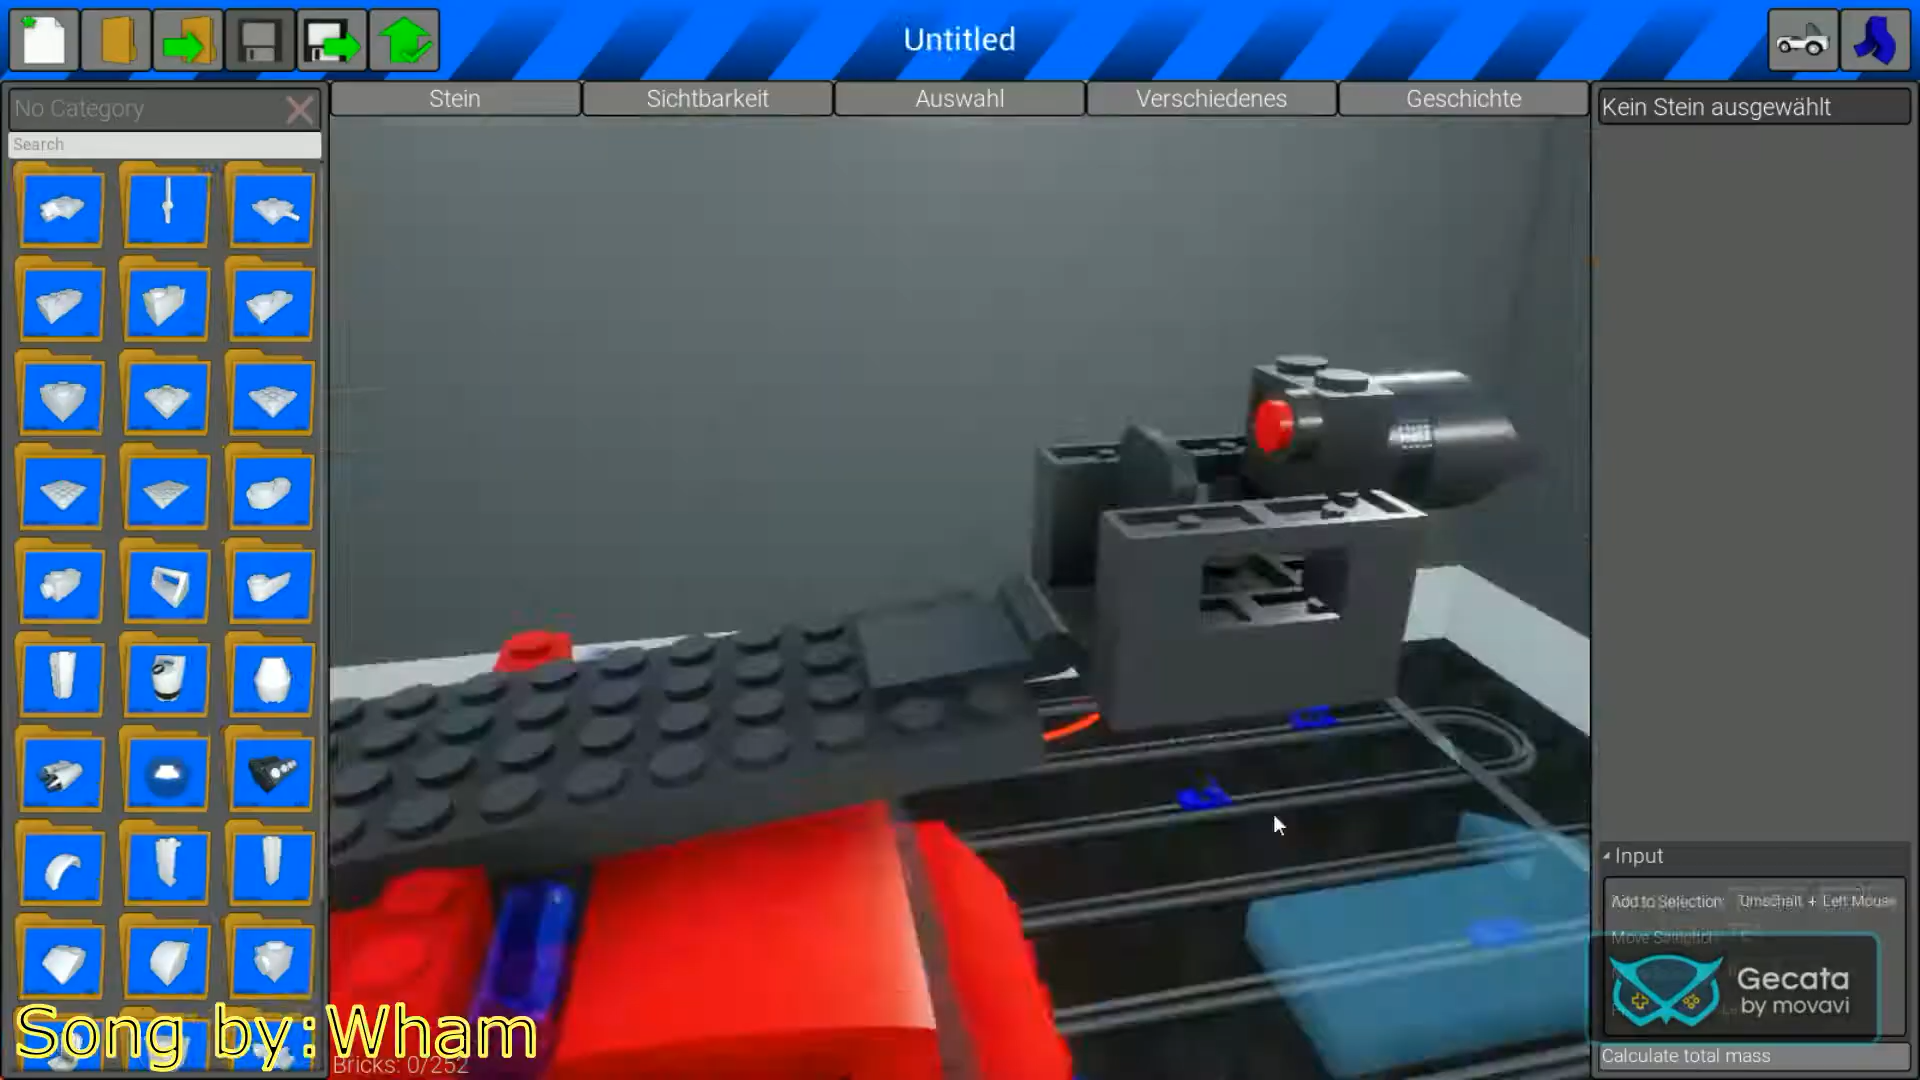 Untitled
No Category
Search
Stein
Sichtbarkeit
Auswahl
Verschiedenes
Geschichte
Kein Stein ausgewählt
Input
Add to Selection:
Umschalt + Left Mouse
Gecata
by movavi
Calculate total mass
Song by: Wham
Bricks: 0/252